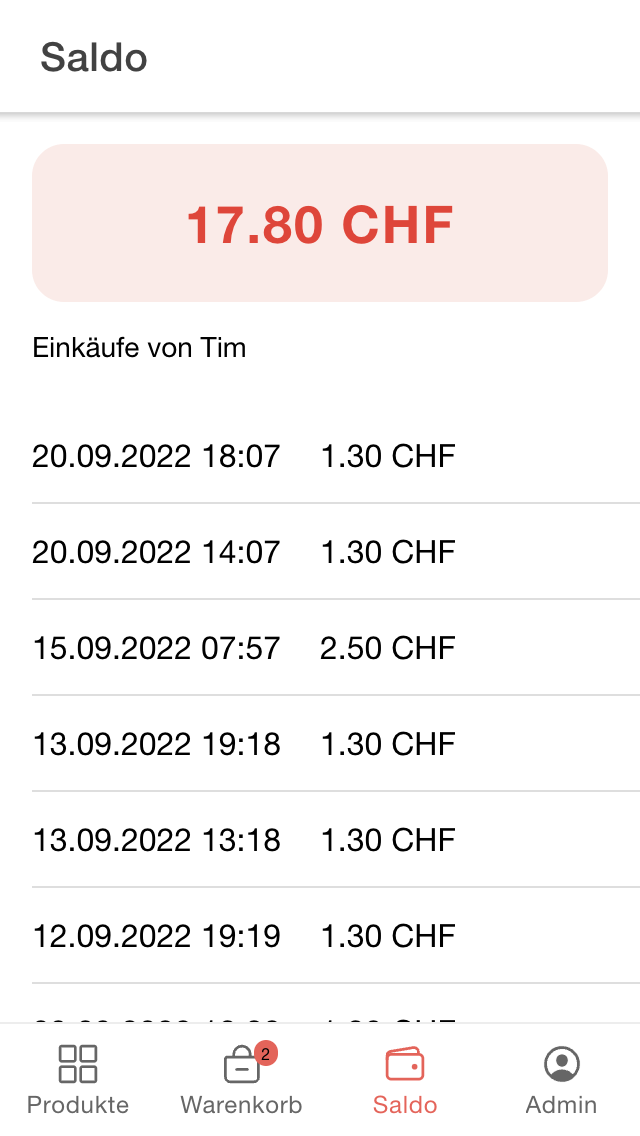 Saldo
17.80 CHF
Einkäufe von Tim
20.09.2022 18:07 1.30 CHF
20.09.2022 14:07 1.30 CHF
15.09.2022 07:57 2.50 CHF
13.09.2022 19:18 1.30 CHF
13.09.2022 13:18 1.30 CHF
12.09.2022 19:19 1.30 CHF
2
Produkte Warenkorb Saldo Admin